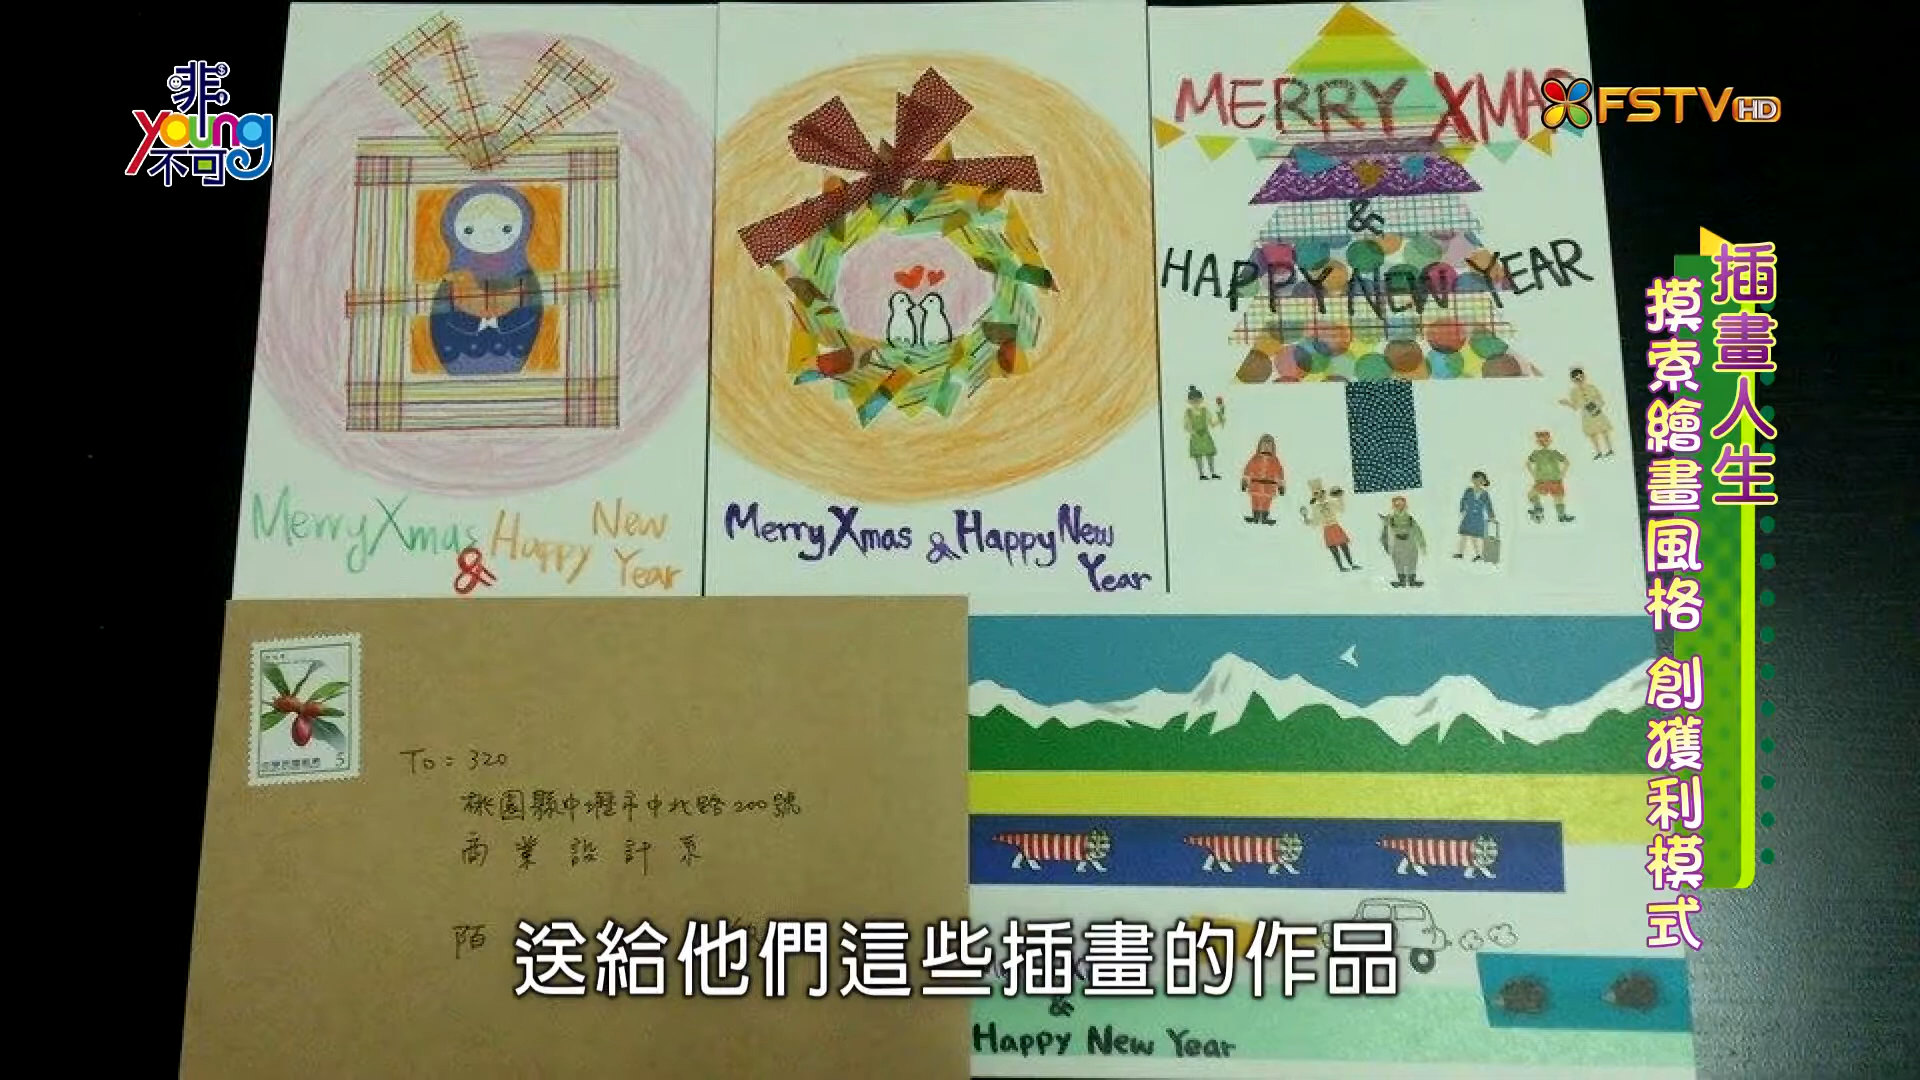 非
young
不可
FSTV HD
MERRY XMAS
&
HAPPY NEW YEAR
Merry Xmas & Happy New Year
Merry Xmas & Happy New Year
插畫人生
摸索繪畫風格 創獲利模式
5
To: 320
桃園縣中壢市中北路200號
商業設計系
陌
送給他們這些插畫的作品
&
Happy New Year